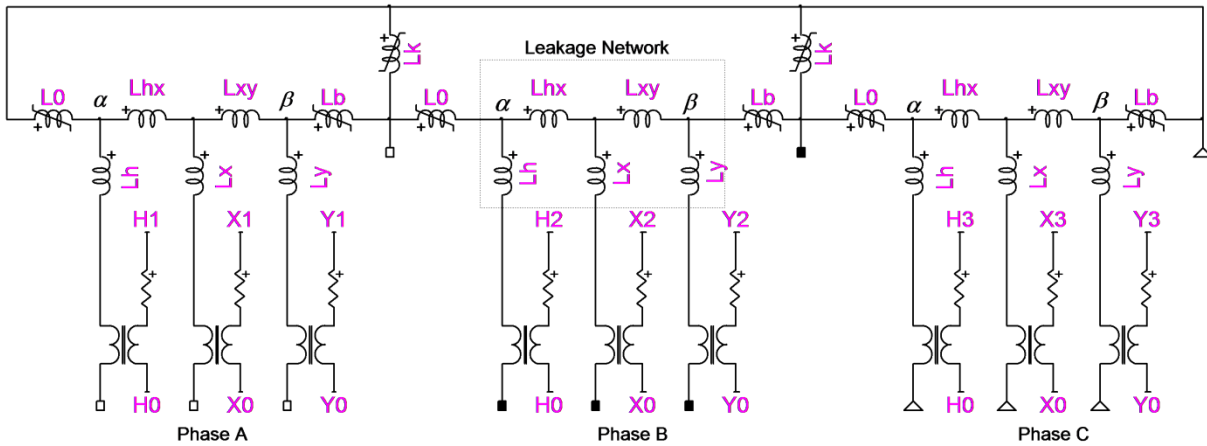 Leakage Network
Lk Lk
L0 α Lhx Lxy β Lb L0 α Lhx Lxy β Lb L0 α Lhx Lxy β Lb
Lh Lx Ly Lh Lx Ly Lh Lx Ly
H1 X1 Y1 H2 X2 Y2 H3 X3 Y3
H0 X0 Y0 H0 X0 Y0 H0 X0 Y0
Phase A Phase B Phase C